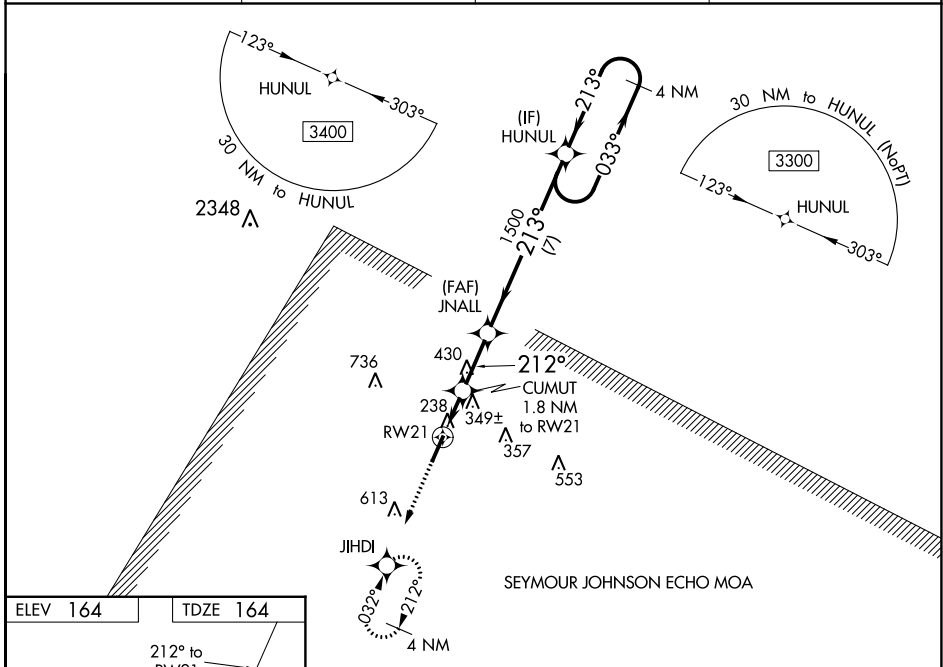 123°
HUNUL
303°
3400
30 NM to HUNUL
2348
213°
4 NM
(IF)
HUNUL
033°
1500
213°
(7)
30 NM to HUNUL (NoPT)
3300
123°
HUNUL
303°
(FAF)
JNALL
736
430
212°
CUMUT
1.8 NM
to RW21
238
349±
RW21
357
553
613
JIHDI
032°
212°
4 NM
SEYMOUR JOHNSON ECHO MOA
ELEV 164
TDZE 164
212° to
RW21